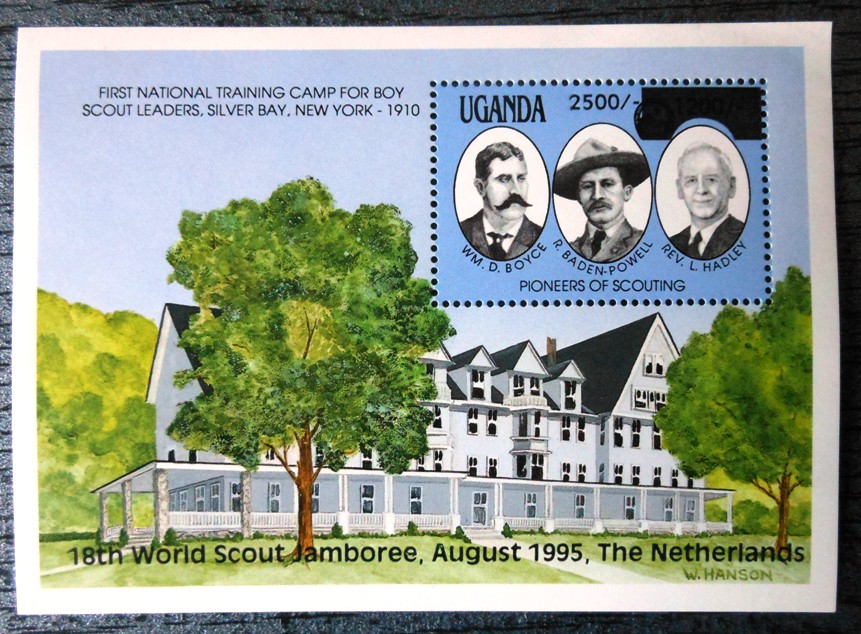 FIRST NATIONAL TRAINING CAMP FOR BOY
SCOUT LEADERS, SILVER BAY, NEW YORK - 1910
UGANDA 2500/- 1200/-
WM. D. BOYCE
R. BADEN-POWELL
REV. L. HADLEY
PIONEERS OF SCOUTING
18th World Scout Jamboree, August 1995, The Netherlands
W. HANSON